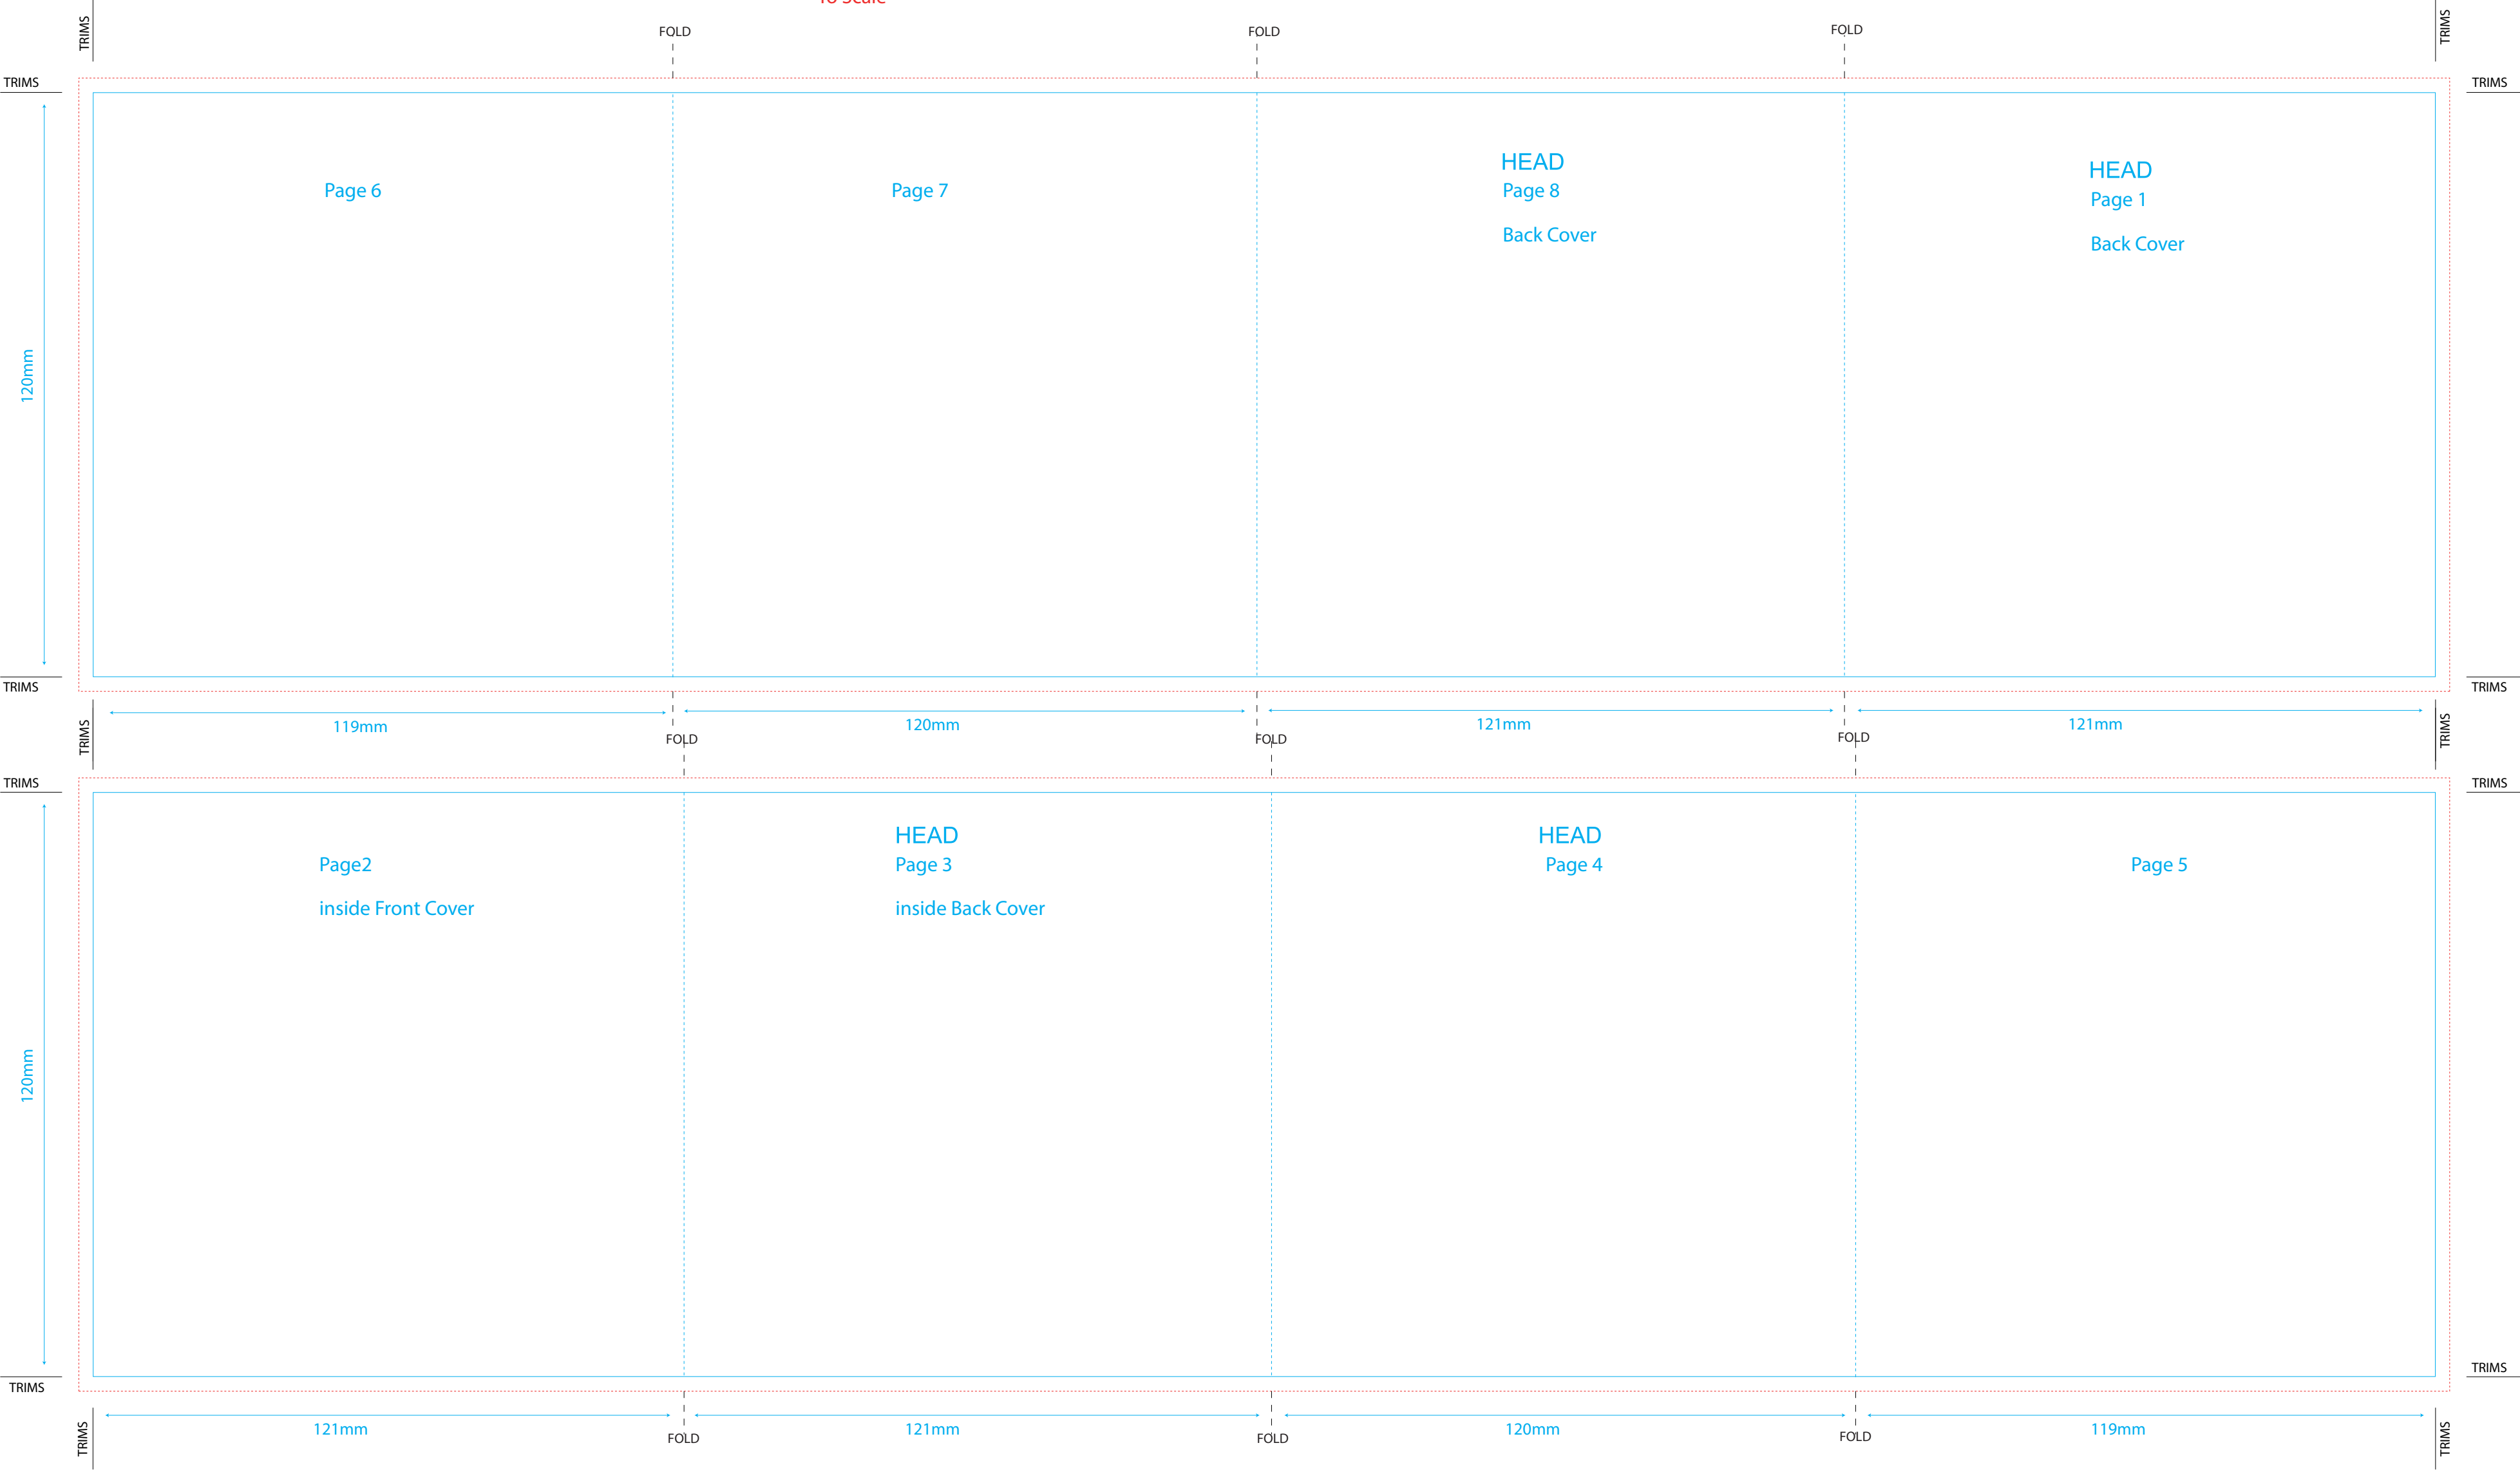 To Scale
TRIMS
FOLD
FOLD
FOLD
TRIMS
TRIMS
TRIMS
HEAD
HEAD
Page 6
Page 7
Page 8
Page 1
Back Cover
Back Cover
120mm
TRIMS
TRIMS
119mm
120mm
121mm
121mm
TRIMS
FOLD
FOLD
FOLD
TRIMS
TRIMS
TRIMS
HEAD
HEAD
Page2
Page 3
Page 4
Page 5
inside Front Cover
inside Back Cover
120mm
TRIMS
TRIMS
121mm
121mm
120mm
119mm
TRIMS
FOLD
FOLD
FOLD
TRIMS